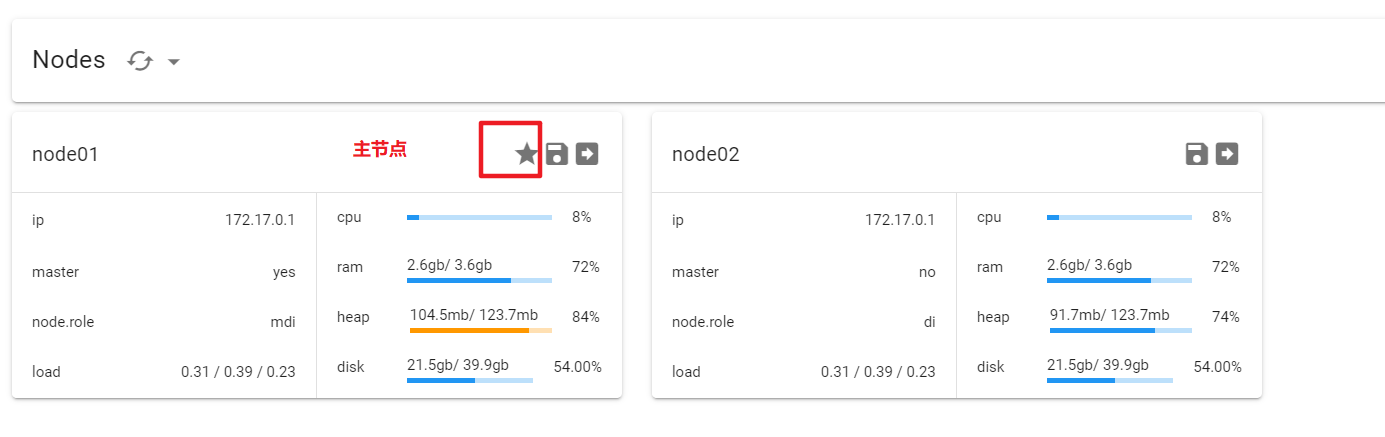 Nodes
node01
主节点
ip 172.17.0.1
master yes
node.role mdi
load 0.31 / 0.39 / 0.23
cpu 8%
ram 2.6gb/ 3.6gb 72%
heap 104.5mb/ 123.7mb 84%
disk 21.5gb/ 39.9gb 54.00%
node02
ip 172.17.0.1
master no
node.role di
load 0.31 / 0.39 / 0.23
cpu 8%
ram 2.6gb/ 3.6gb 72%
heap 91.7mb/ 123.7mb 74%
disk 21.5gb/ 39.9gb 54.00%